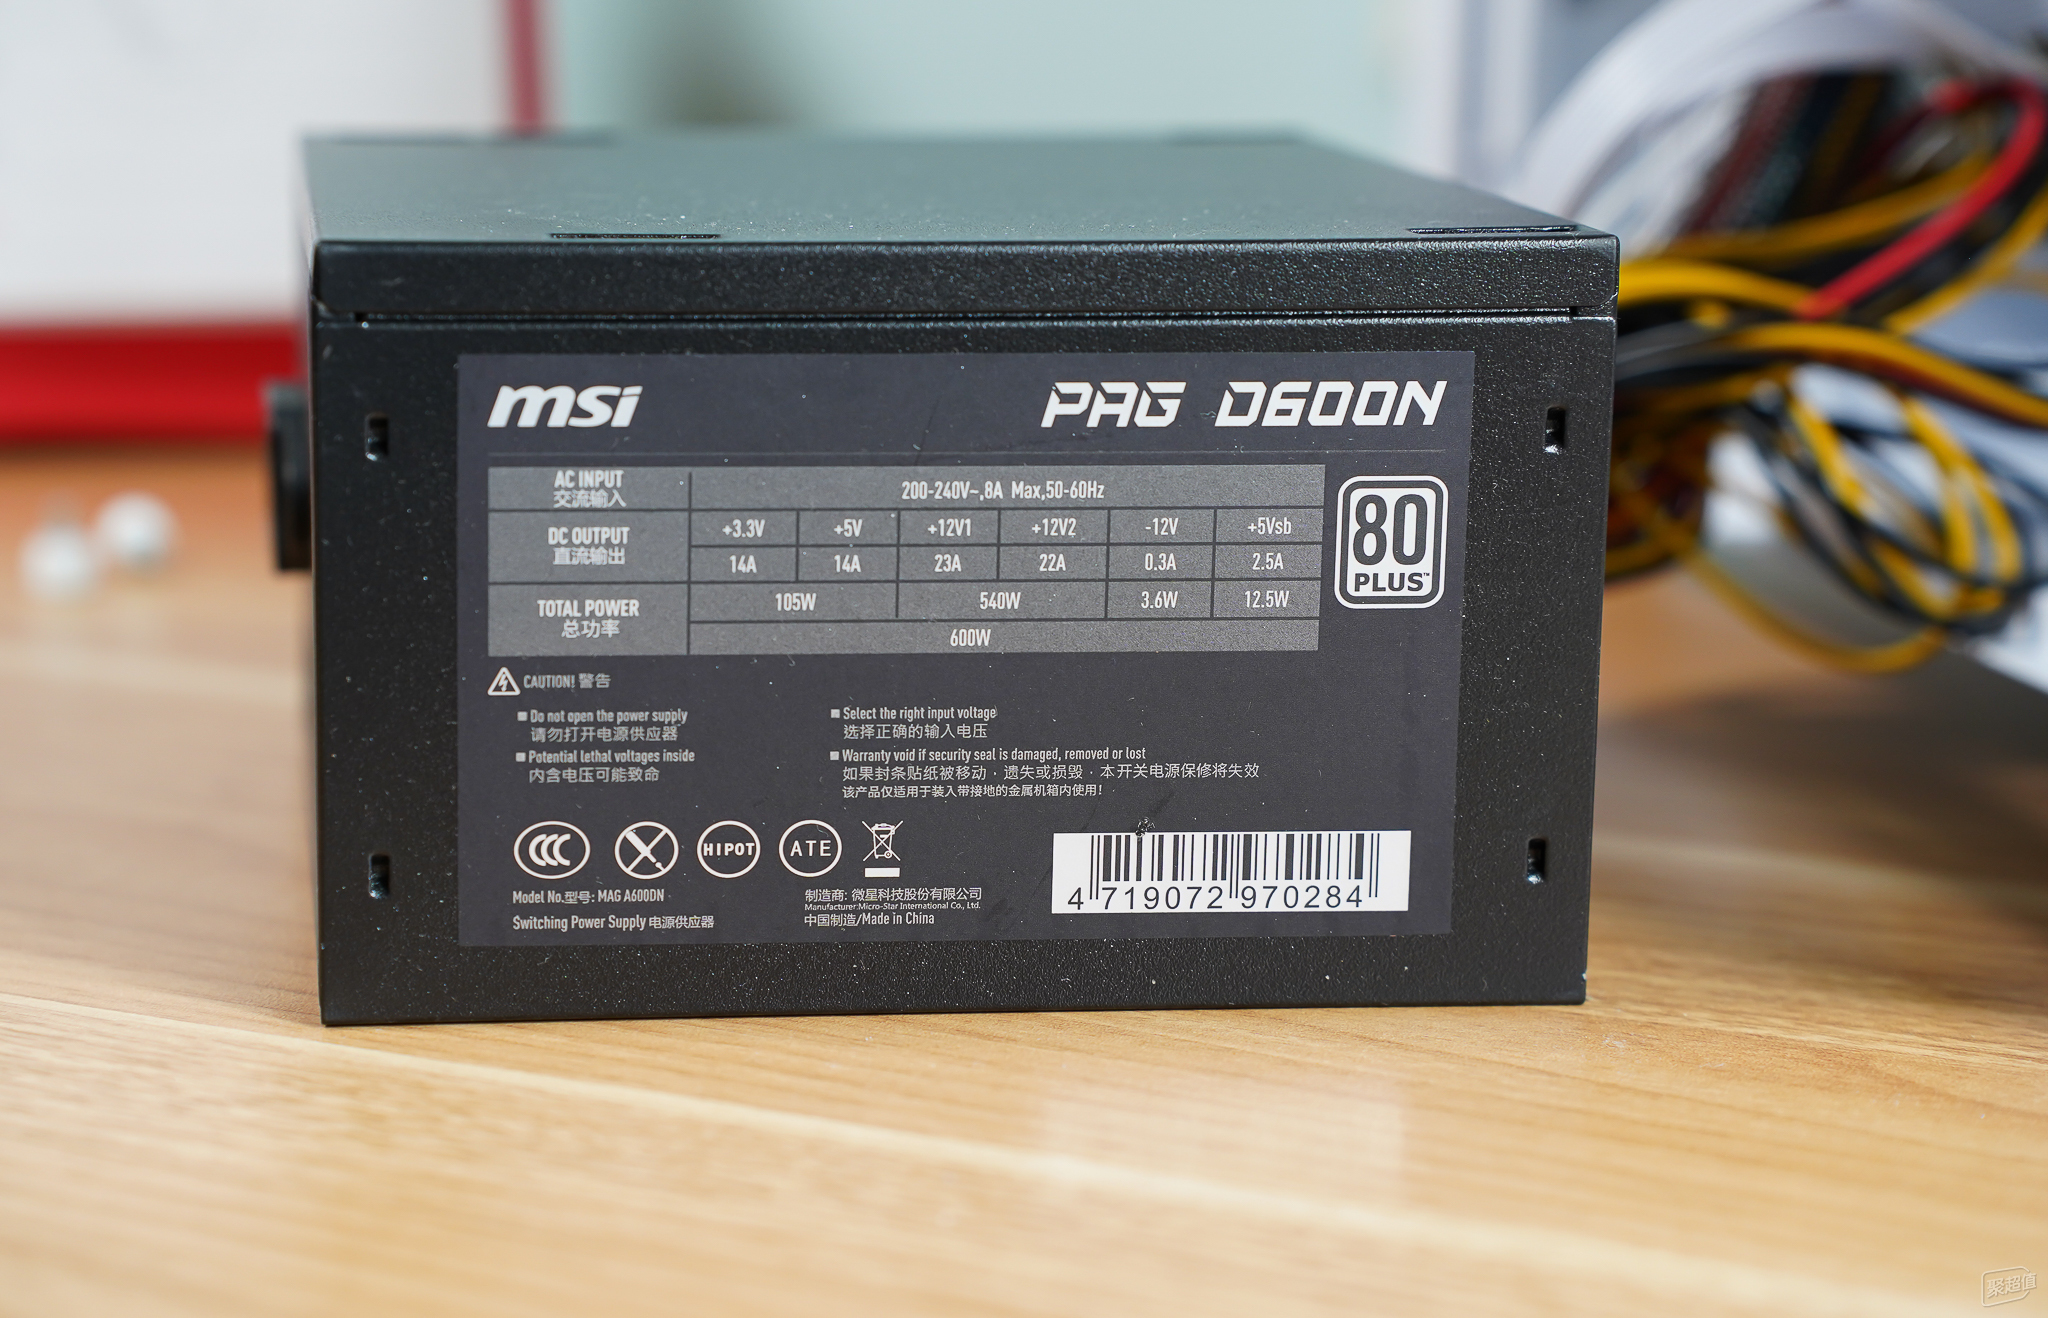 msi
PAG D600N
AC INPUT
交流输入
200-240V~,8A Max,50-60Hz
DC OUTPUT
直流输出
+3.3V +5V +12V1 +12V2 -12V +5Vsb
14A 14A 23A 22A 0.3A 2.5A
TOTAL POWER
总功率
105W 540W 3.6W 12.5W
600W
80
PLUS™
CAUTION! 警告
Do not open the power supply
请勿打开电源供应器
Potential lethal voltages inside
内含电压可能致命
Select the right input voltage
选择正确的输入电压
Warranty void if security seal is damaged, removed or lost
如果封条贴纸被移动·遗失或损毁·本开关电源保修将失效
该产品仅适用于装入带接地的金属机箱内使用!
CCC
HIPOT
ATE
Model No.型号: MAG A600DN
Switching Power Supply 电源供应器
制造商: 微星科技股份有限公司
Manufacturer:Micro-Star International Co., Ltd.
中国制造/Made in China
4 719072 970284
聚超值